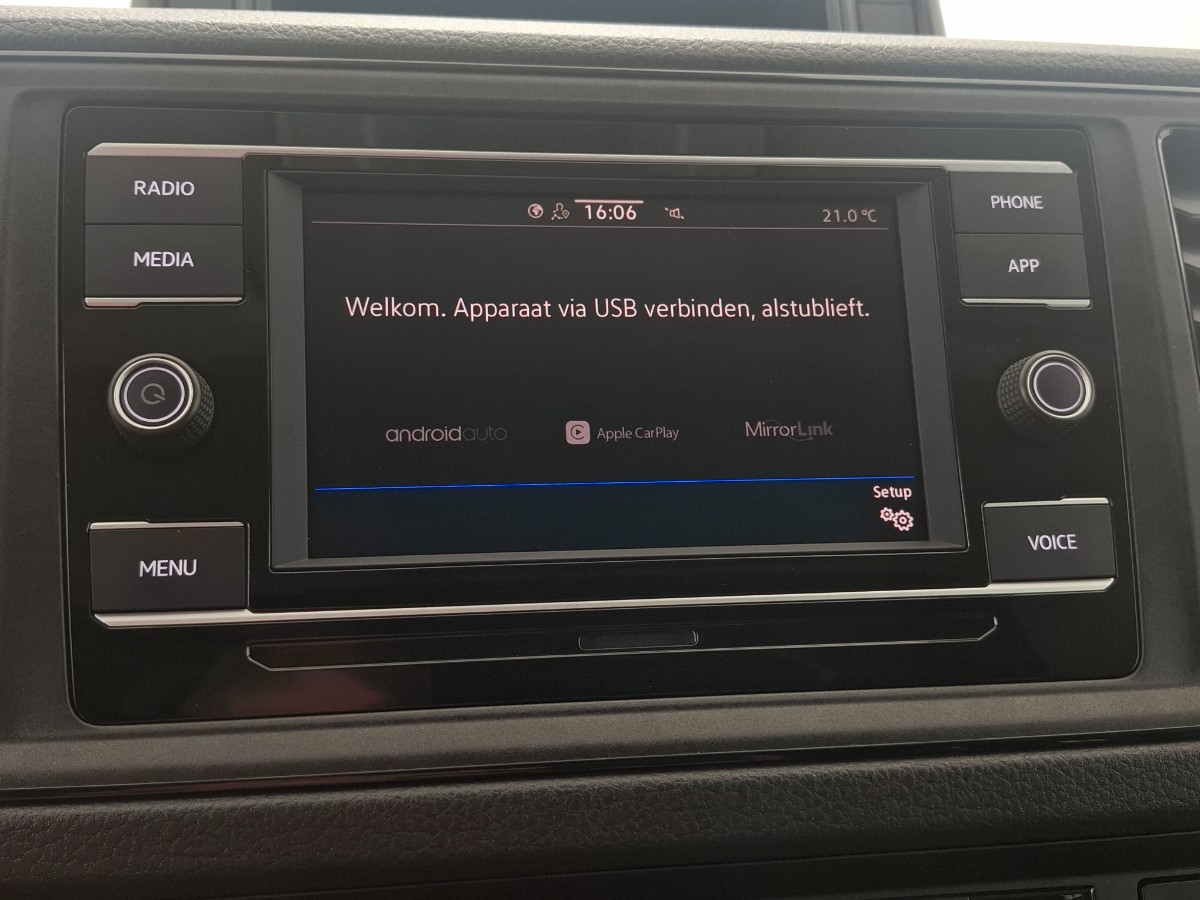 RADIO
MEDIA
MENU
16:06
21.0 °C
Welkom. Apparaat via USB verbinden, alstublieft.
androidauto
Apple CarPlay
MirrorLink
Setup
PHONE
APP
VOICE